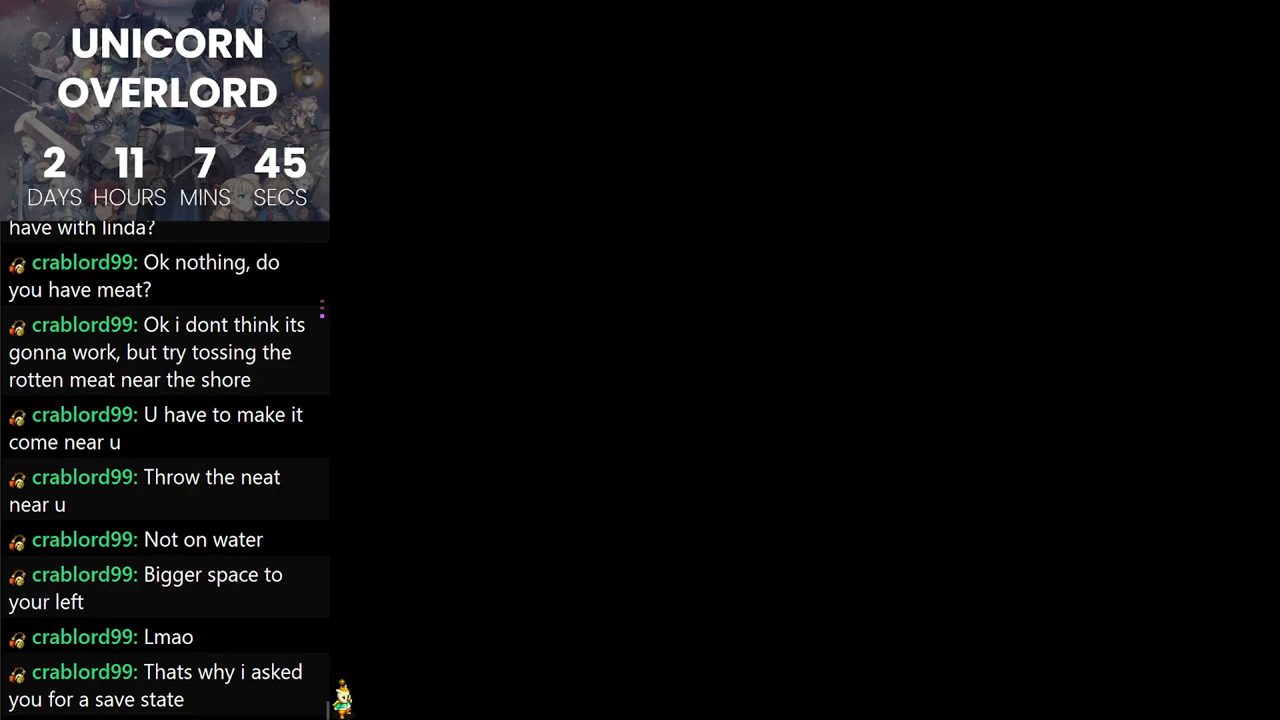 UNICORN
OVERLORD
2 11 7 45
DAYS HOURS MINS SECS
have with linda?
crablord99: Ok nothing, do
you have meat?
crablord99: Ok i dont think its
gonna work, but try tossing the
rotten meat near the shore
crablord99: U have to make it
come near u
crablord99: Throw the neat
near u
crablord99: Not on water
crablord99: Bigger space to
your left
crablord99: Lmao
crablord99: Thats why i asked
you for a save state